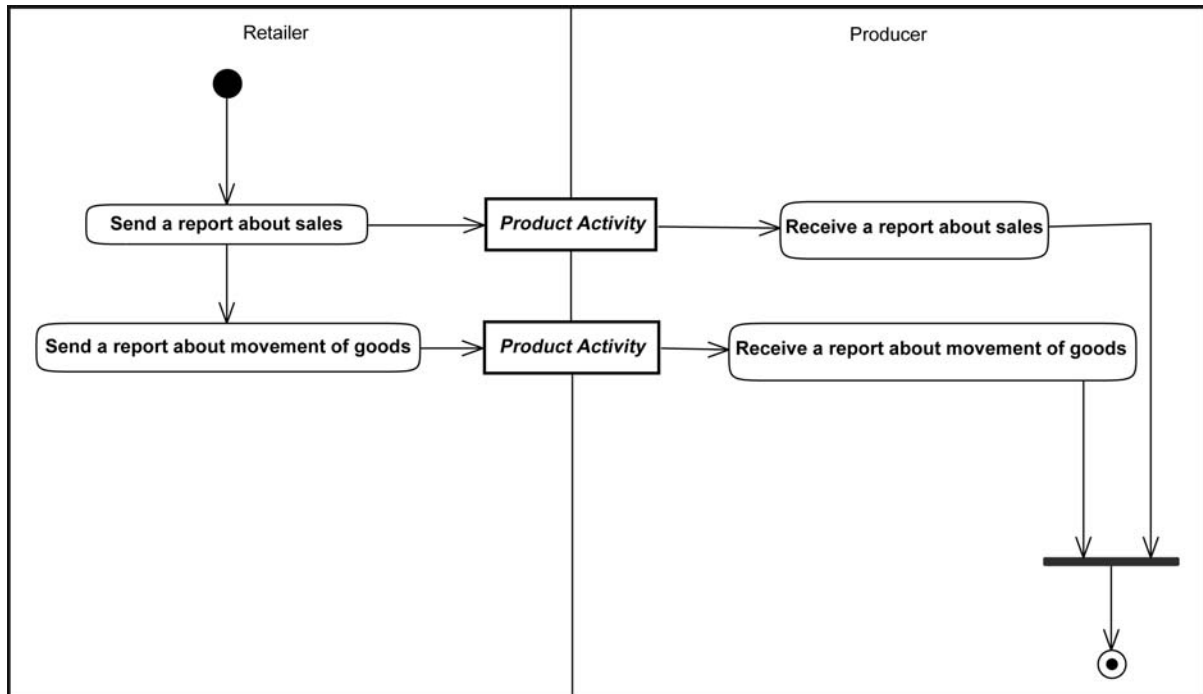 Retailer
Producer
Send a report about sales
Product Activity
Receive a report about sales
Send a report about movement of goods
Product Activity
Receive a report about movement of goods